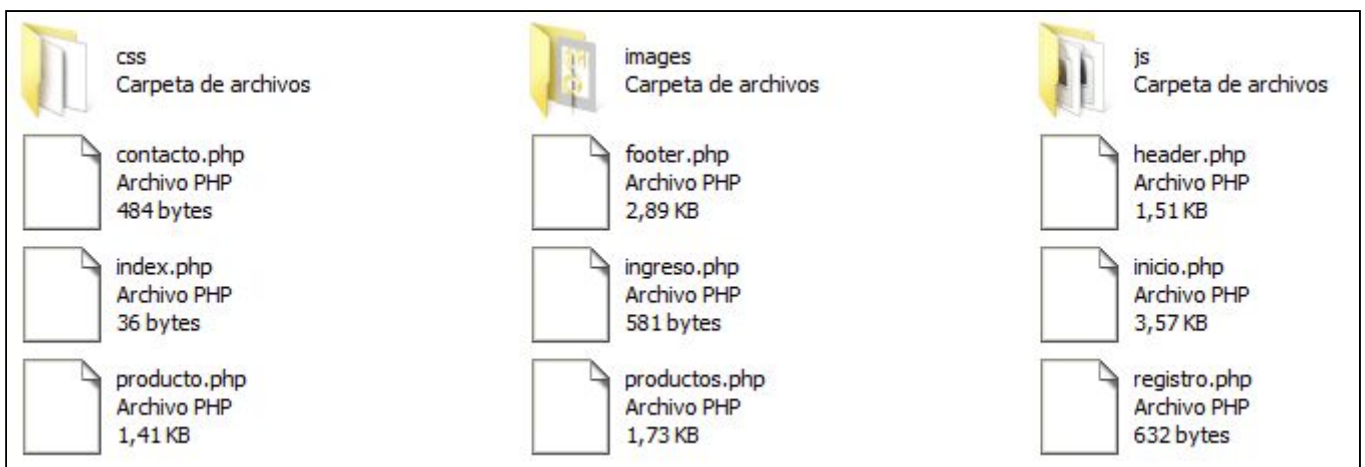 css
Carpeta de archivos
images
Carpeta de archivos
js
Carpeta de archivos
contacto.php
Archivo PHP
484 bytes
footer.php
Archivo PHP
2,89 KB
header.php
Archivo PHP
1,51 KB
index.php
Archivo PHP
36 bytes
ingreso.php
Archivo PHP
581 bytes
inicio.php
Archivo PHP
3,57 KB
producto.php
Archivo PHP
1,41 KB
productos.php
Archivo PHP
1,73 KB
registro.php
Archivo PHP
632 bytes